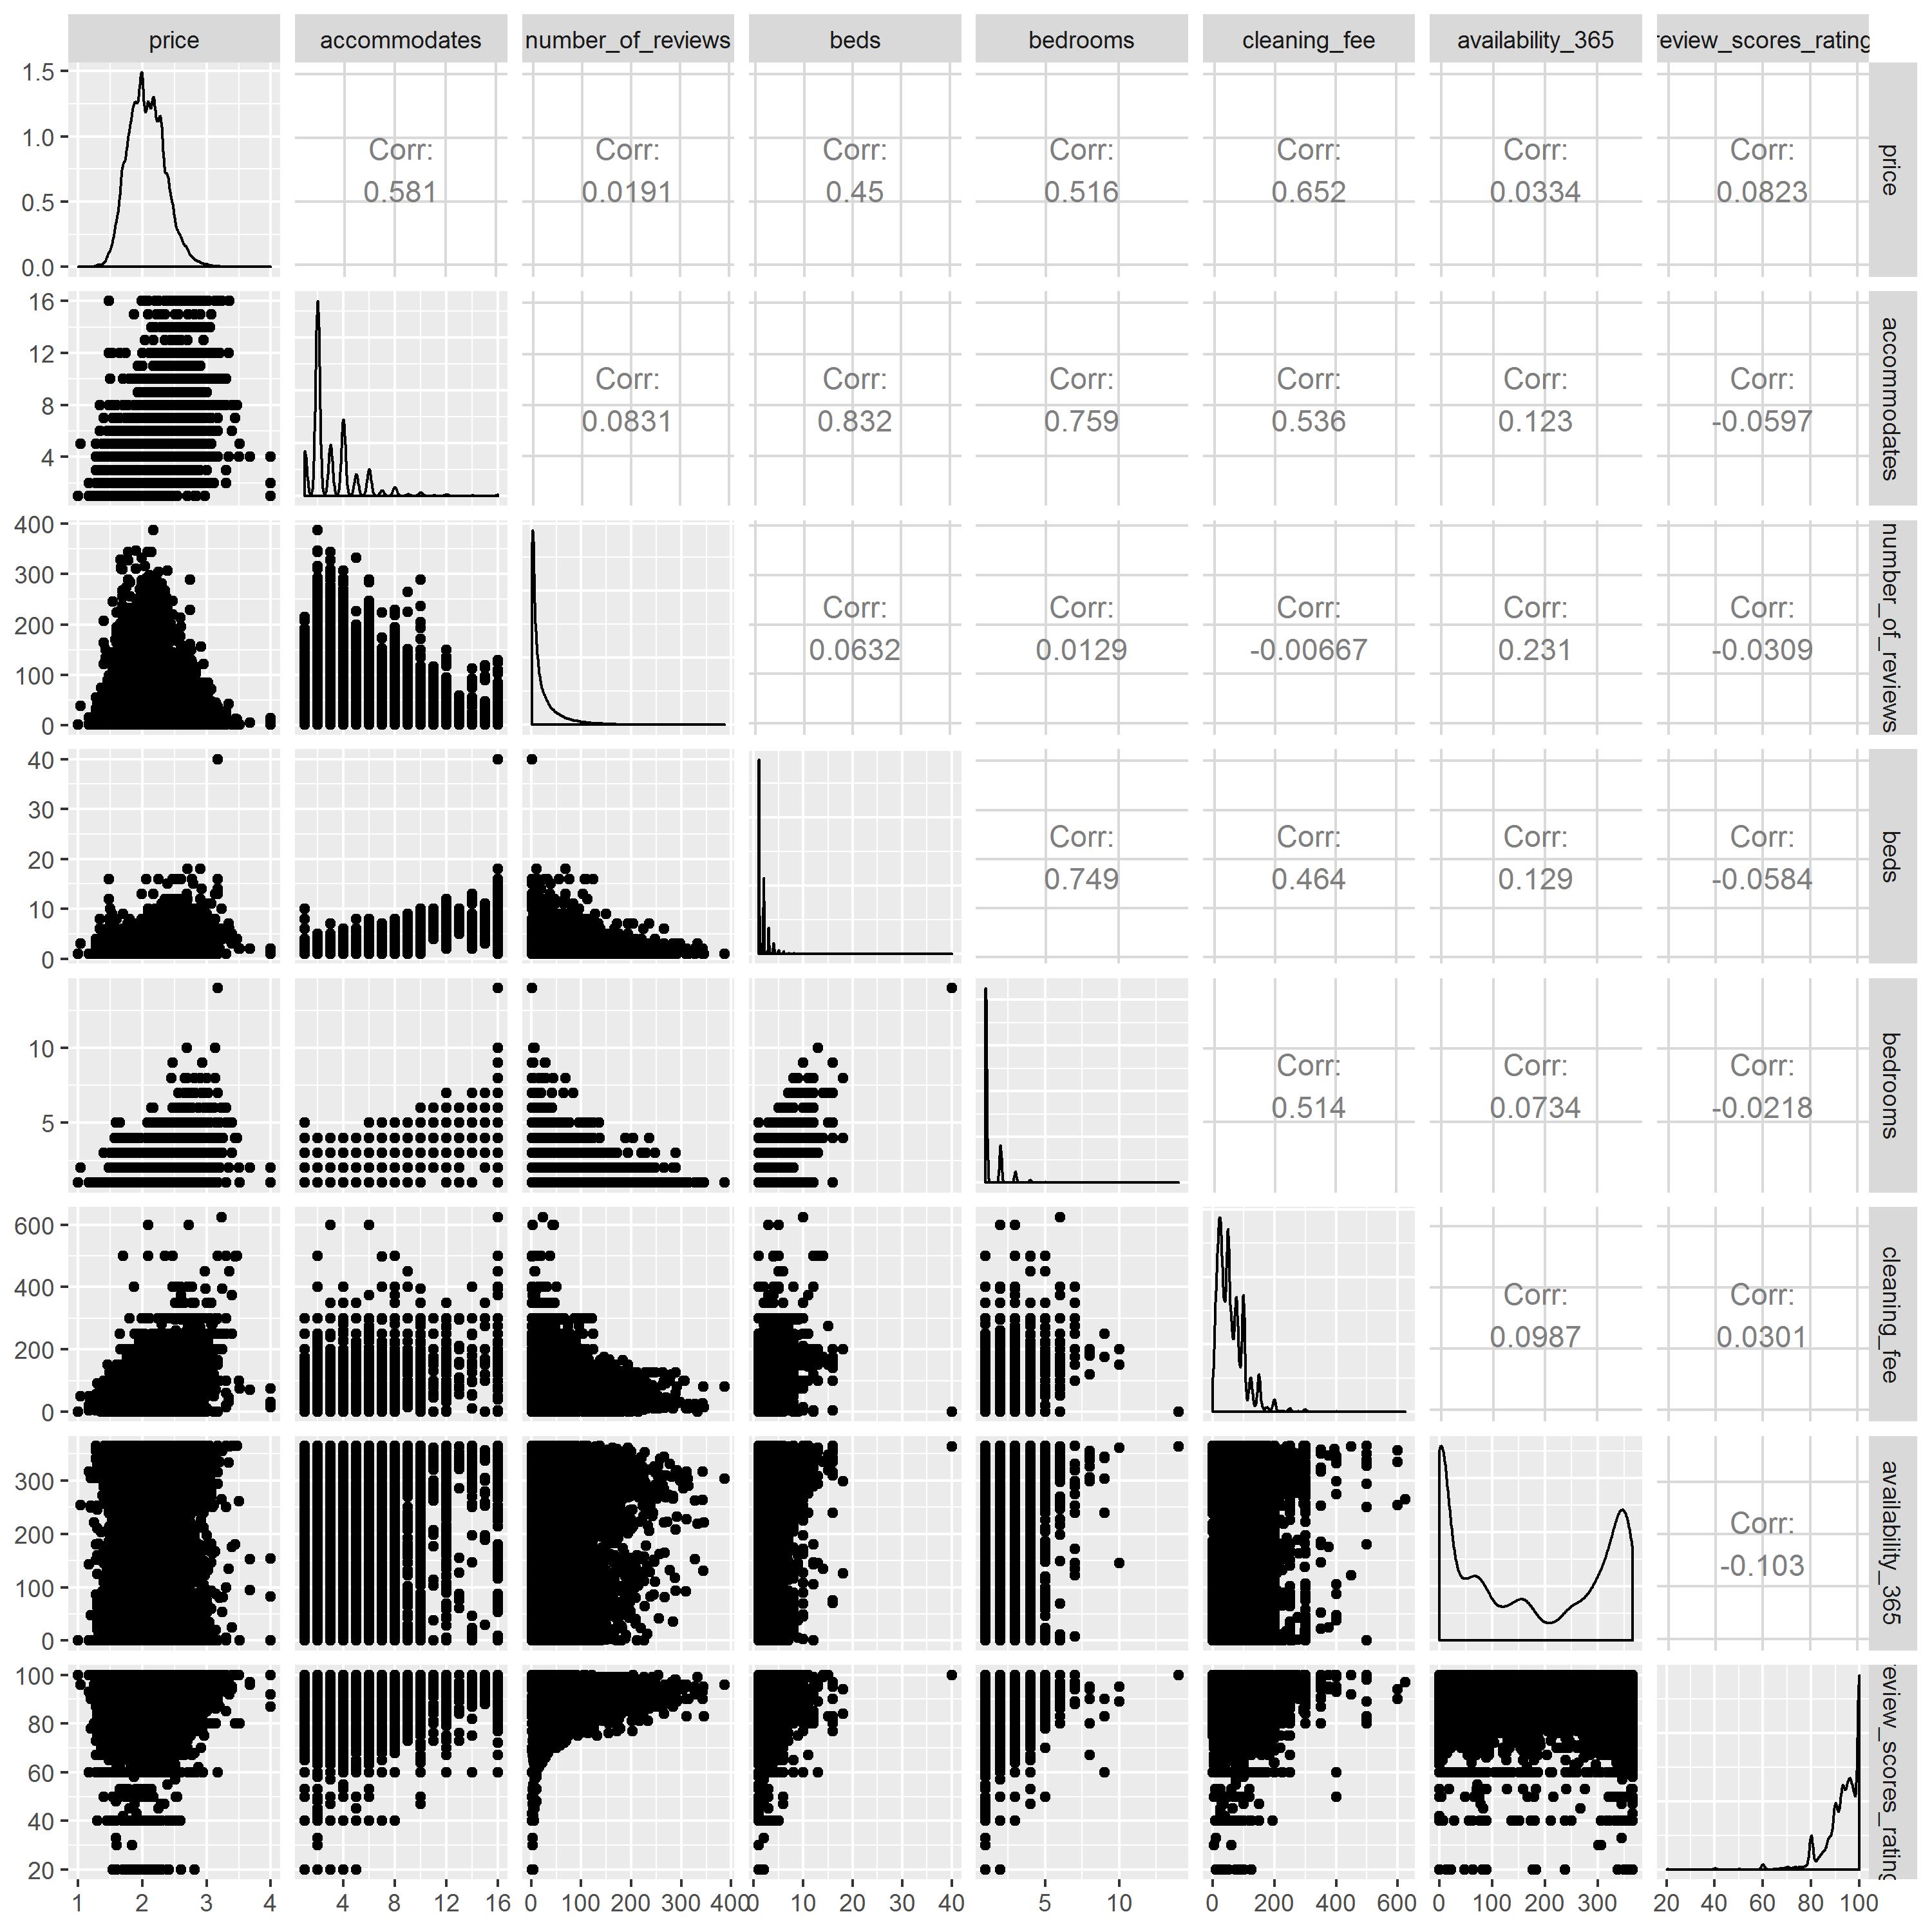 price accommodates number_of_reviews beds bedrooms cleaning_fee availability_365 review_scores_rating
1.5
1.0
0.5
0.0
Corr: Corr: Corr: Corr: Corr: Corr: Corr:
0.581 0.0191 0.45 0.516 0.652 0.0334 0.0823
price
16
12
8
4
Corr: Corr: Corr: Corr: Corr: Corr:
0.0831 0.832 0.759 0.536 0.123 -0.0597
accommodates
400
300
200
100
0
Corr: Corr: Corr: Corr: Corr:
0.0632 0.0129 -0.00667 0.231 -0.0309
number_of_reviews
40
30
20
10
0
Corr: Corr: Corr: Corr:
0.749 0.464 0.129 -0.0584
beds
10
5
Corr: Corr: Corr:
0.514 0.0734 -0.0218
bedrooms
600
400
200
0
Corr: Corr:
0.0987 0.0301
cleaning_fee
300
200
100
0
Corr:
-0.103
availability_365
100
80
60
40
20
eview_scores_rating
1 2 3 4 4 8 12 16 0 100 200 300 400 0 10 20 30 40 5 10 0 200 400 600 0 100 200 300 20 40 60 80 100